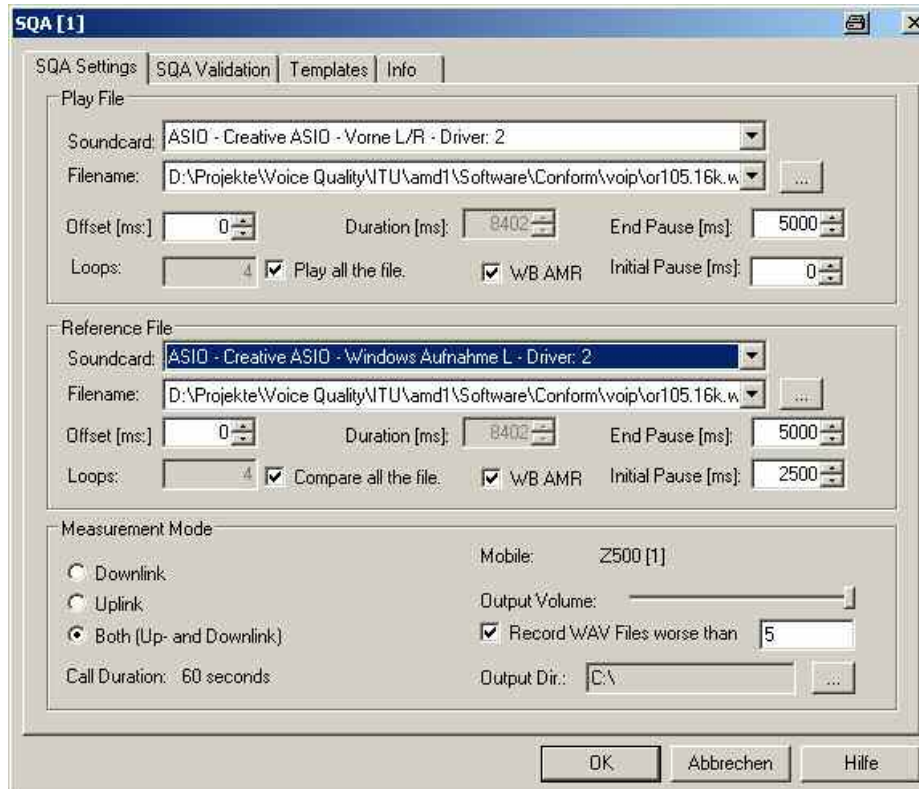 SQA [1]
SQA Settings SQA Validation Templates Info
Play File
Soundcard: ASIO - Creative ASIO - Vorne L/R - Driver: 2
Filename: D:\Projekte\Voice Quality\ITU\amd1\Software\Conform\voip\or105.16k.w ...
Offset [ms:] 0 Duration [ms]: 8402 End Pause [ms]: 5000
Loops: 4 Play all the file. WB AMR Initial Pause [ms]: 0
Reference File
Soundcard: ASIO - Creative ASIO - Windows Aufnahme L - Driver: 2
Filename: D:\Projekte\Voice Quality\ITU\amd1\Software\Conform\voip\or105.16k.w ...
Offset [ms:] 0 Duration [ms]: 8402 End Pause [ms]: 5000
Loops: 4 Compare all the file. WB AMR Initial Pause [ms]: 2500
Measurement Mode
Mobile: Z500 [1]
Downlink
Uplink
Output Volume:
Both (Up- and Downlink)
Record WAV Files worse than 5
Call Duration: 60 seconds
Output Dir.: C:\ ...
OK Abbrechen Hilfe